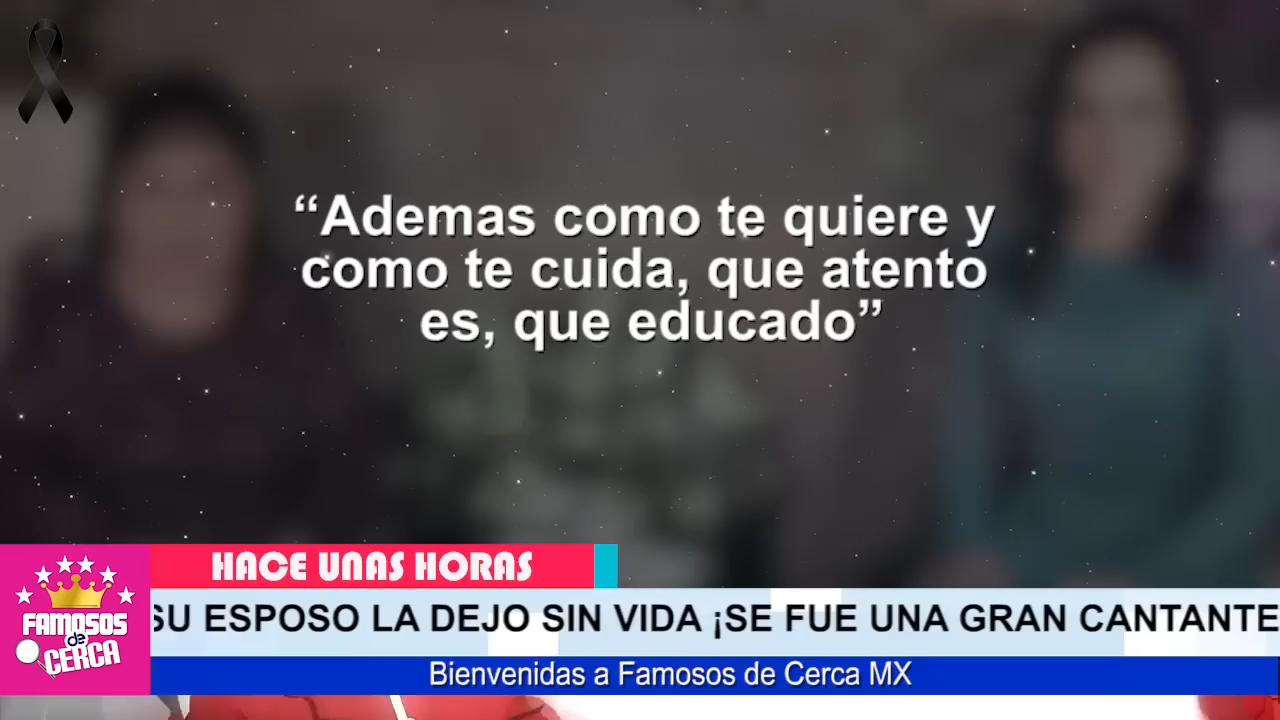 “Ademas como te quiere y
como te cuida, que atento
es, que educado”
HACE UNAS HORAS
SU ESPOSO LA DEJO SIN VIDA ¡SE FUE UNA GRAN CANTANTE
FAMOSOS
de
CERCA
Bienvenidas a Famosos de Cerca MX